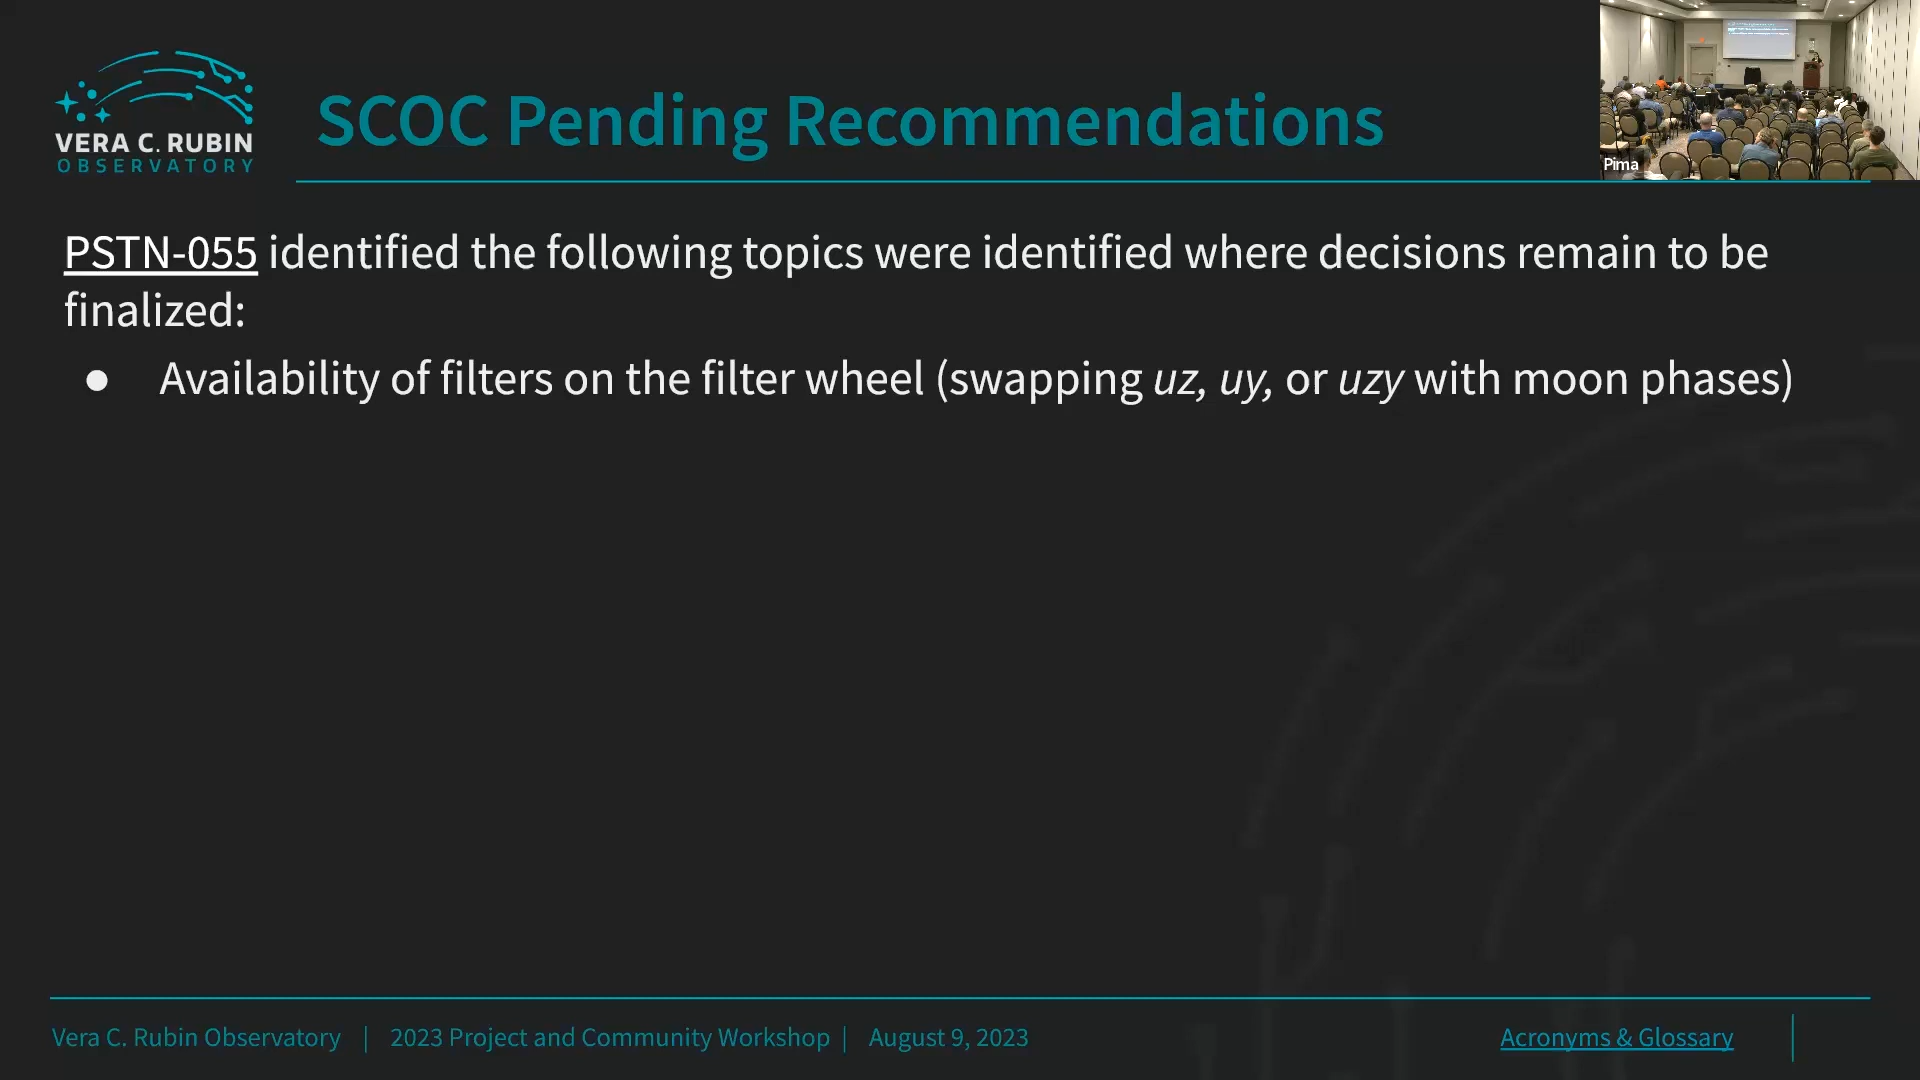 VERA C. RUBIN
OBSERVATORY
SCOC Pending Recommendations
Pima
PSTN-055 identified the following topics were identified where decisions remain to be
finalized:
● Availability of filters on the filter wheel (swapping uz, uy, or uzy with moon phases)
Vera C. Rubin Observatory | 2023 Project and Community Workshop | August 9, 2023
Acronyms & Glossary